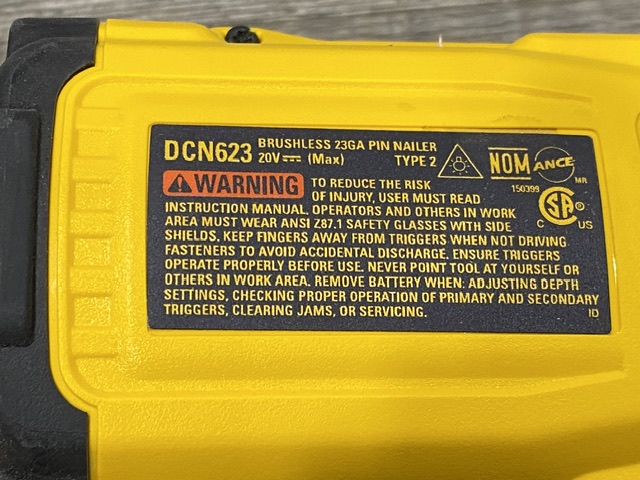 DCN623 BRUSHLESS 23GA PIN NAILER
20V⎓ (Max) TYPE 2
NOM ANCE
MR
150399
SA®
C US
WARNING TO REDUCE THE RISK
OF INJURY, USER MUST READ
INSTRUCTION MANUAL. OPERATORS AND OTHERS IN WORK
AREA MUST WEAR ANSI Z87.1 SAFETY GLASSES WITH SIDE
SHIELDS. KEEP FINGERS AWAY FROM TRIGGERS WHEN NOT DRIVING
FASTENERS TO AVOID ACCIDENTAL DISCHARGE. ENSURE TRIGGERS
OPERATE PROPERLY BEFORE USE. NEVER POINT TOOL AT YOURSELF OR
OTHERS IN WORK AREA. REMOVE BATTERY WHEN: ADJUSTING DEPTH
SETTINGS, CHECKING PROPER OPERATION OF PRIMARY AND SECONDARY
TRIGGERS, CLEARING JAMS, OR SERVICING. ID